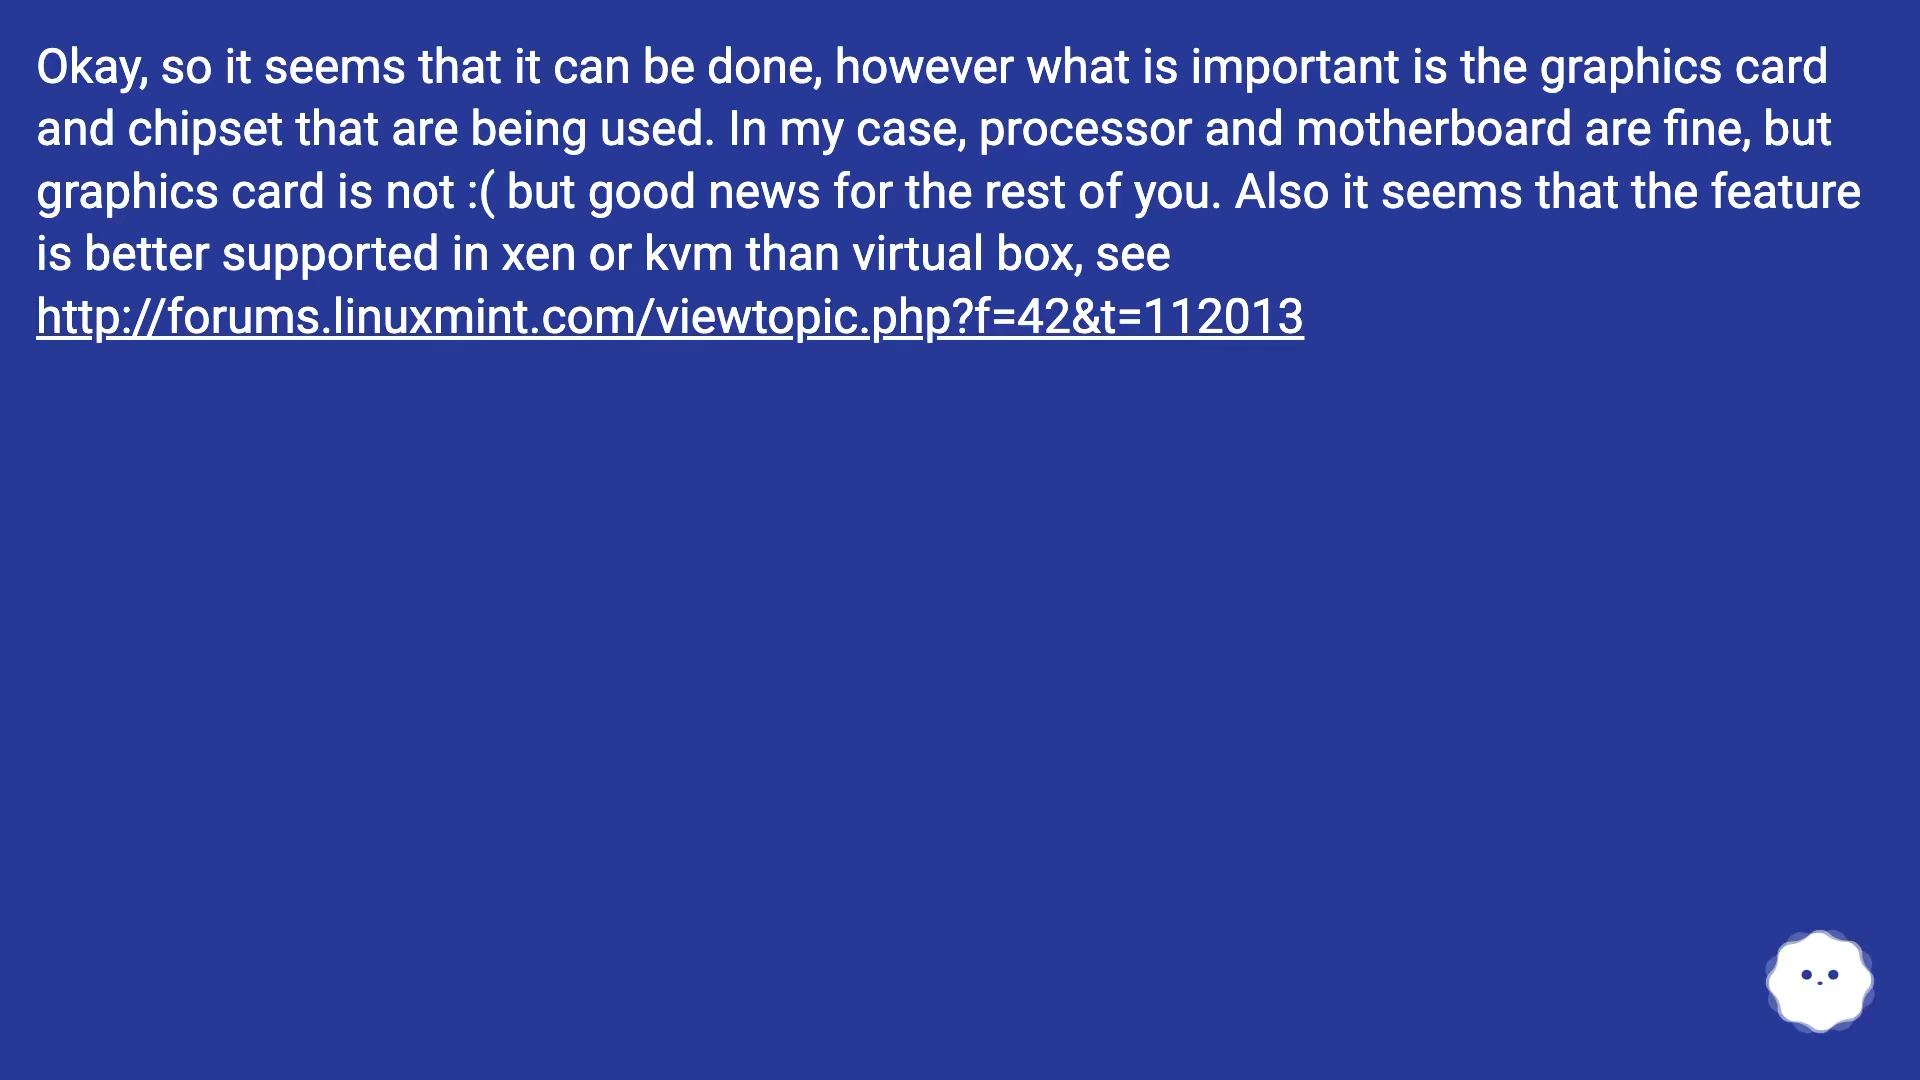 Okay, so it seems that it can be done, however what is important is the graphics card
and chipset that are being used. In my case, processor and motherboard are fine, but
graphics card is not :( but good news for the rest of you. Also it seems that the feature
is better supported in xen or kvm than virtual box, see
http://forums.linuxmint.com/viewtopic.php?f=42&t=112013